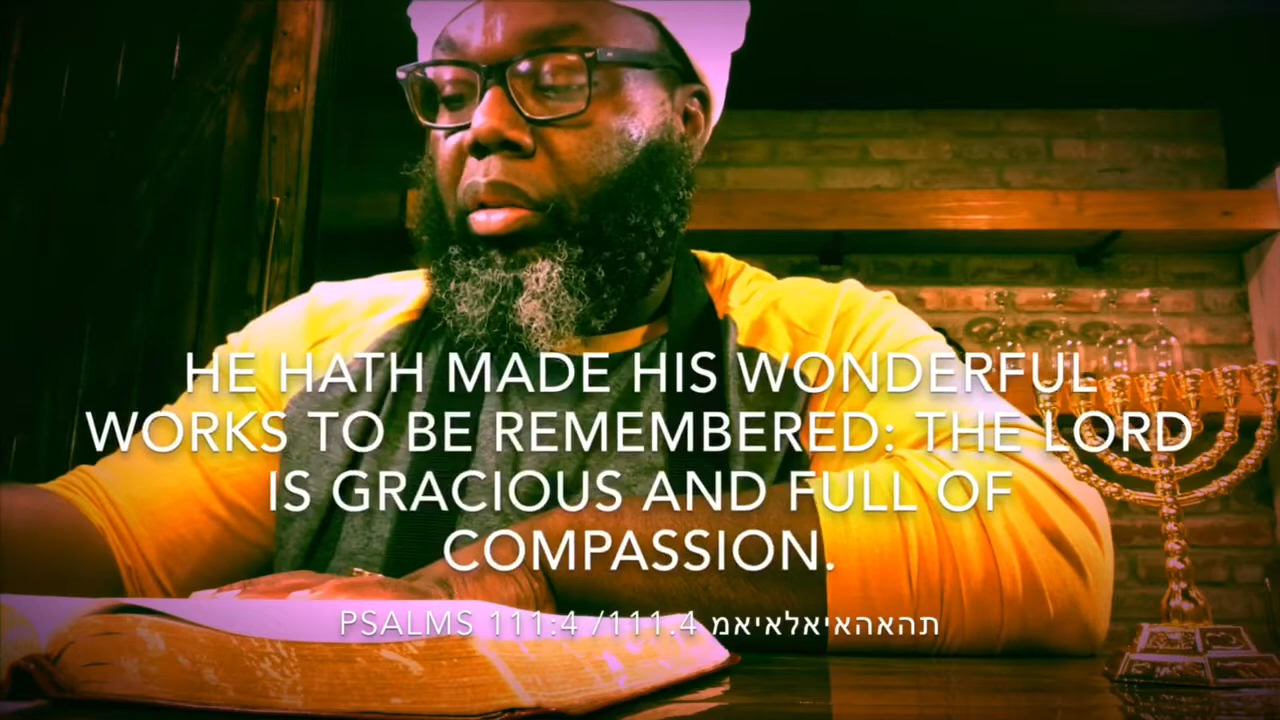 HE HATH MADE HIS WONDERFUL
WORKS TO BE REMEMBERED: THE LORD
IS GRACIOUS AND FULL OF
COMPASSION.
PSALMS 111:4 /111.4 תהאהאיאלאיאמ